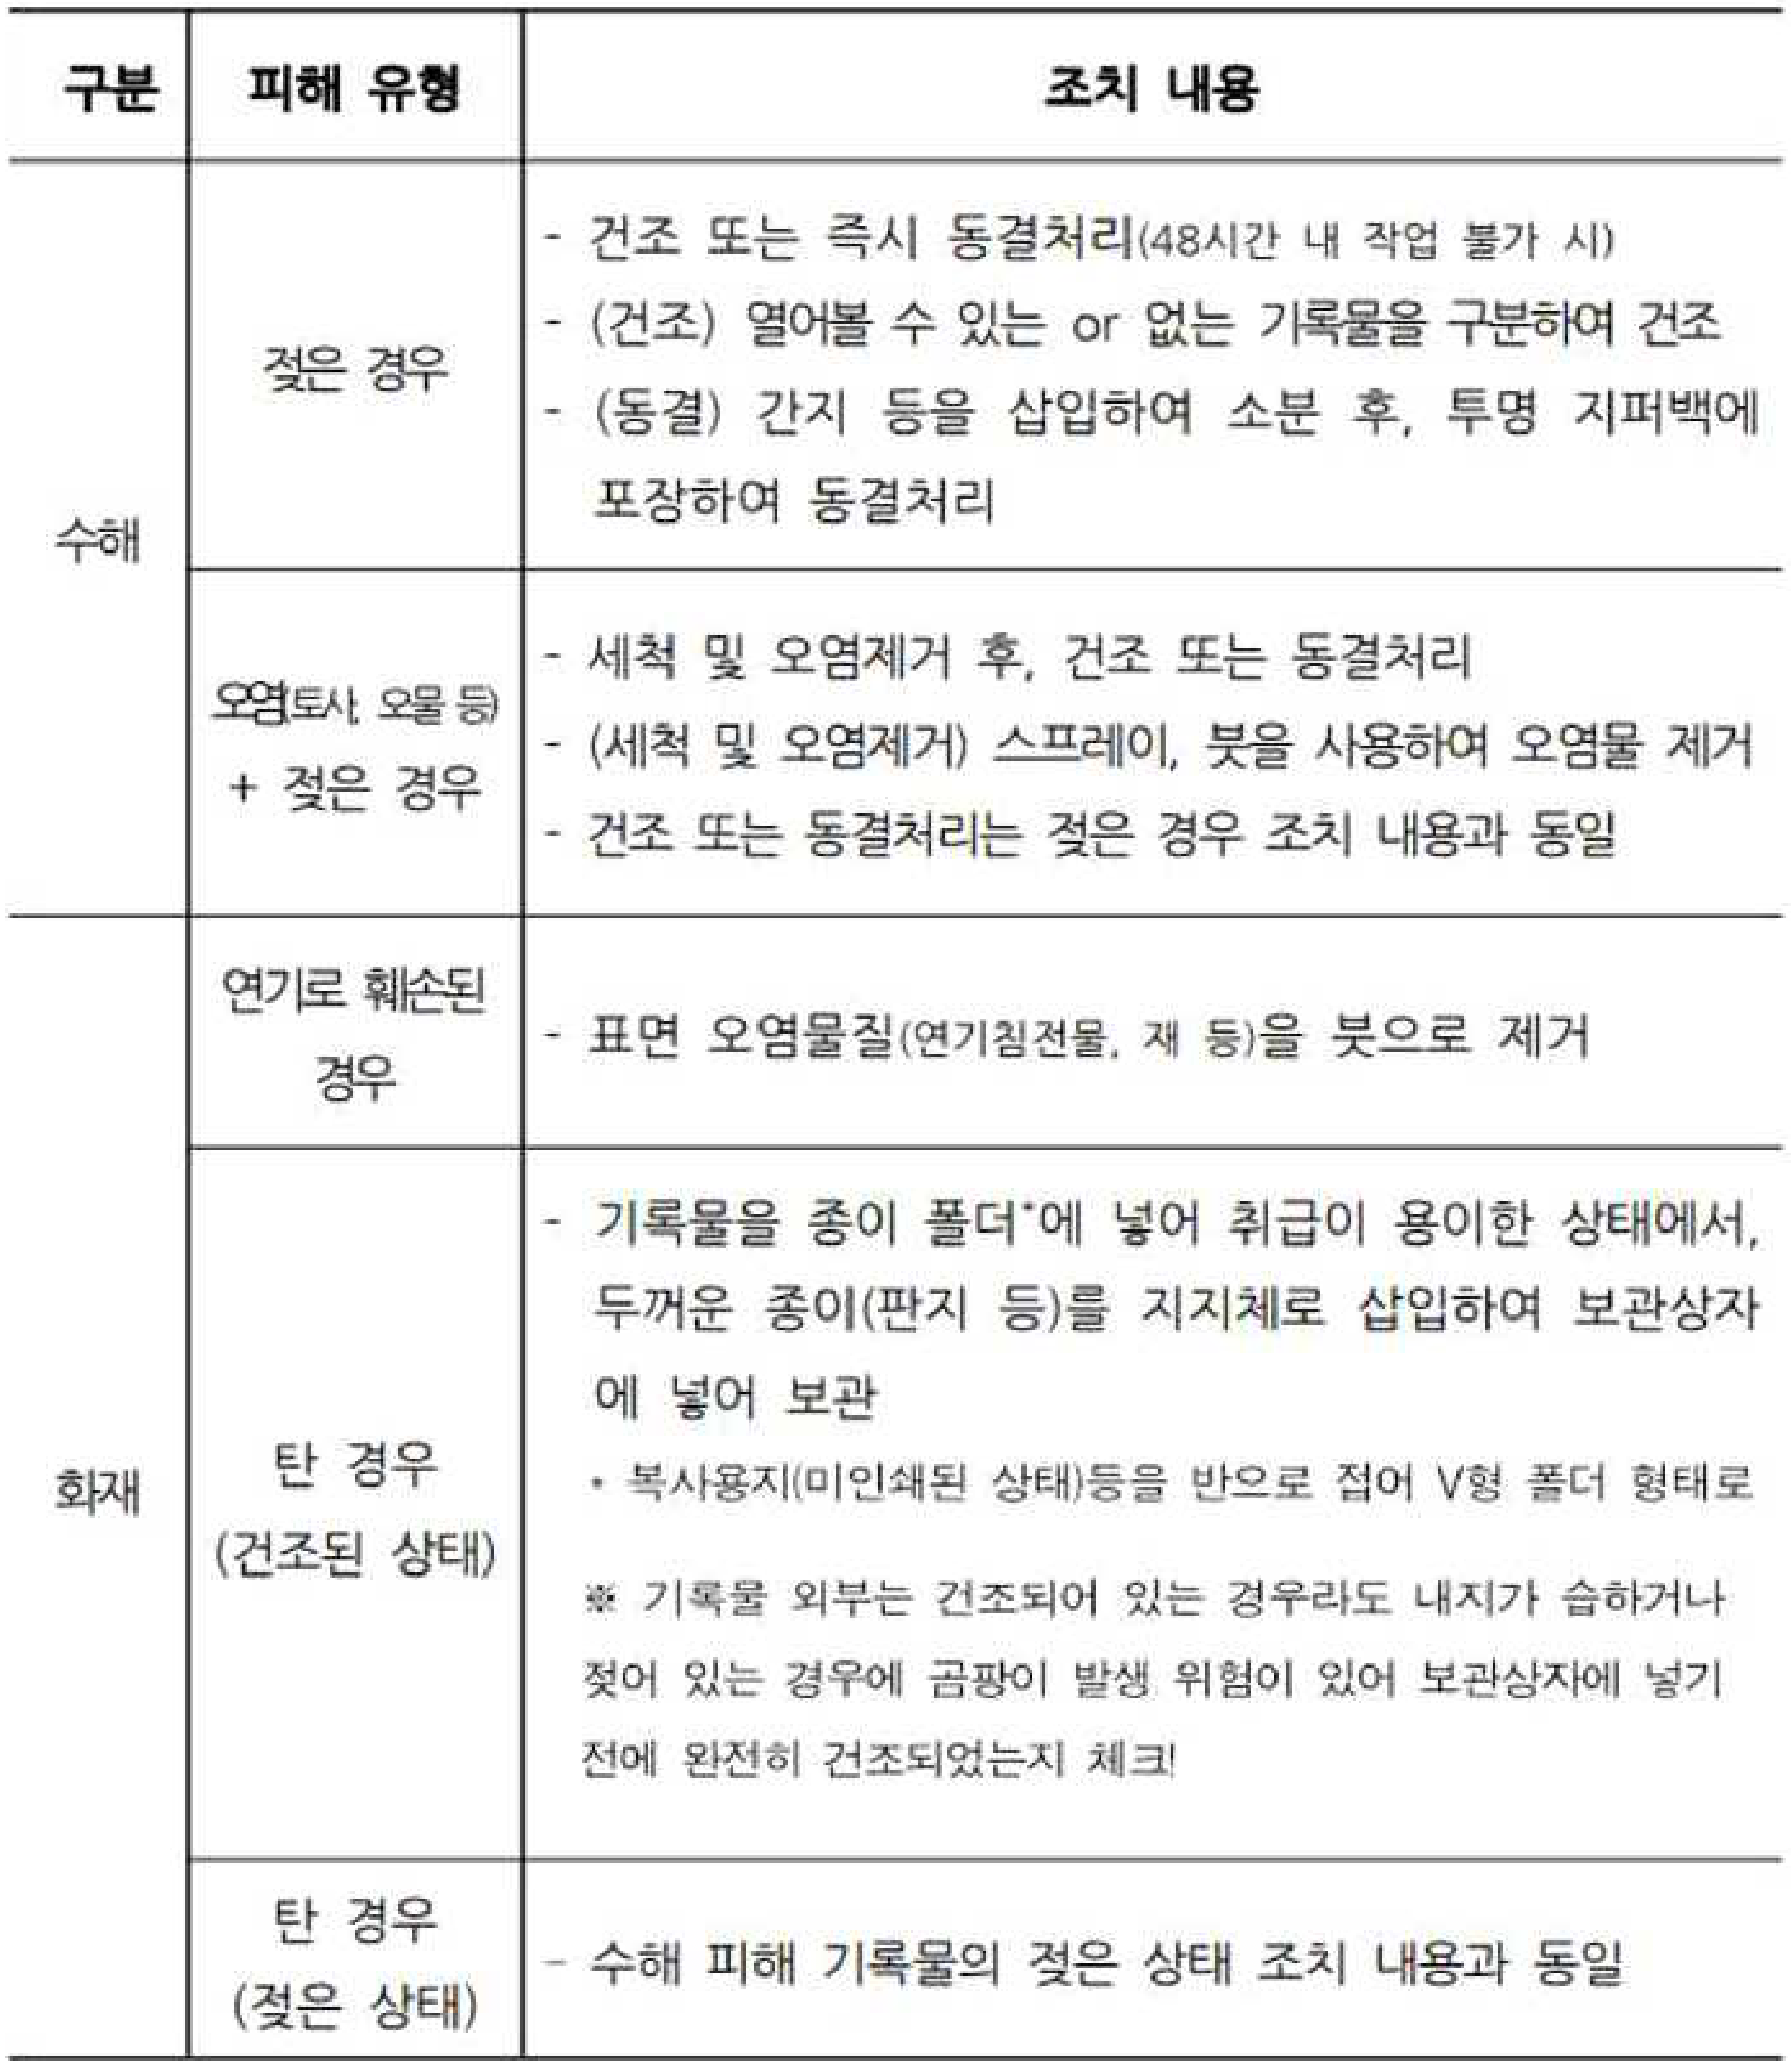 구분 피해 유형 조치 내용
수해
젖은 경우
- 건조 또는 즉시 동결처리(48시간 내 작업 불가 시)
- (건조) 열어볼 수 있는 or 없는 기록물을 구분하여 건조
- (동결) 간지 등을 삽입하여 소분 후, 투명 지퍼백에
포장하여 동결처리
오염(토사, 오물 등)
+ 젖은 경우
- 세척 및 오염제거 후, 건조 또는 동결처리
- (세척 및 오염제거) 스프레이, 붓을 사용하여 오염물 제거
- 건조 또는 동결처리는 젖은 경우 조치 내용과 동일
화재
연기로 훼손된
경우
- 표면 오염물질(연기침전물, 재 등)을 붓으로 제거
탄 경우
(건조된 상태)
- 기록물을 종이 폴더*에 넣어 취급이 용이한 상태에서,
두꺼운 종이(판지 등)를 지지체로 삽입하여 보관상자
에 넣어 보관
* 복사용지(미인쇄된 상태)등을 반으로 접어 V형 폴더 형태로
※ 기록물 외부는 건조되어 있는 경우라도 내지가 습하거나
젖어 있는 경우에 곰팡이 발생 위험이 있어 보관상자에 넣기
전에 완전히 건조되었는지 체크!
탄 경우
(젖은 상태)
- 수해 피해 기록물의 젖은 상태 조치 내용과 동일